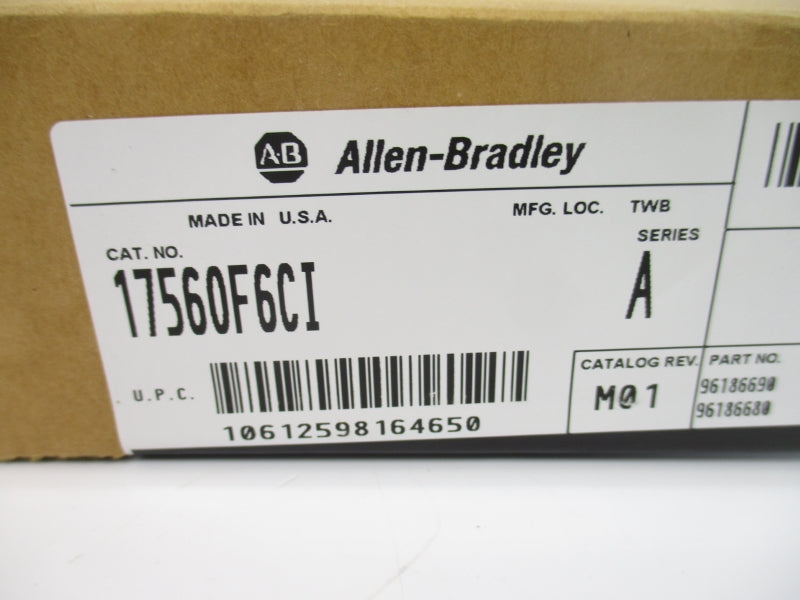 A·B Allen-Bradley
MADE IN U.S.A.
MFG. LOC. TWB
CAT. NO.
SERIES
17560F6CI
A
U.P.C.
10612598164650
CATALOG REV.
M01
PART NO.
96186690
96186680